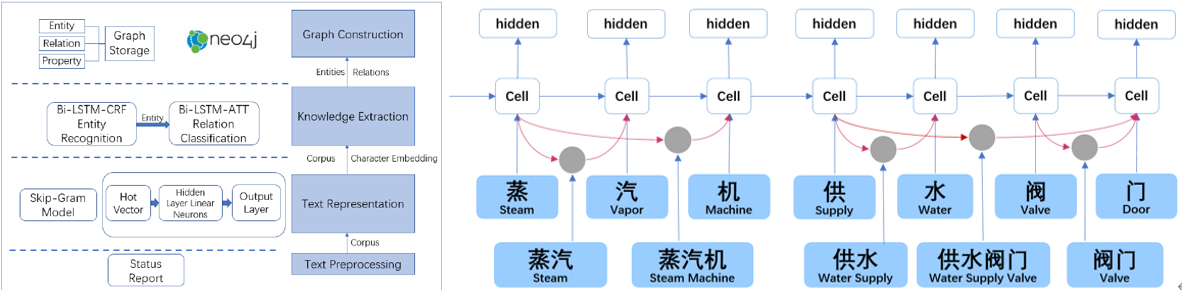 Entity
Relation
Property
Graph
Storage
neo4j
Graph Construction
Entities
Relations
Bi-LSTM-CRF
Entity
Recognition
Entity
Bi-LSTM-ATT
Relation
Classification
Knowledge Extraction
Corpus
Character Embedding
Skip-Gram
Model
Hot
Vector
Hidden
Layer Linear
Neurons
Output
Layer
Text Representation
Corpus
Status
Report
Text Preprocessing
hidden
hidden
hidden
hidden
hidden
hidden
hidden
Cell
Cell
Cell
Cell
Cell
Cell
Cell
蒸
Steam
汽
Vapor
机
Machine
供
Supply
水
Water
阀
Valve
门
Door
蒸汽
Steam
蒸汽机
Steam Machine
供水
Water Supply
供水阀门
Water Supply Valve
阀门
Valve